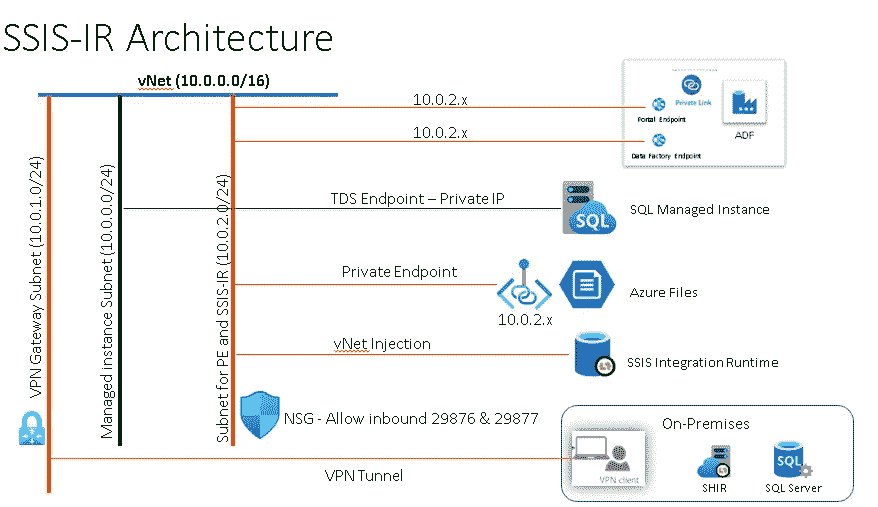 SSIS-IR Architecture
vNet (10.0.0.0/16)
VPN Gateway Subnet (10.0.1.0/24)
Managed instance Subnet (10.0.0.0/24)
Subnet for PE and SSIS-IR (10.0.2.0/24)
10.0.2.x
10.0.2.x
Private Link
Portal Endpoint
Data Factory Endpoint
ADF
TDS Endpoint – Private IP
SQL
SQL Managed Instance
Private Endpoint
10.0.2.x
Azure Files
vNet Injection
SSIS Integration Runtime
NSG - Allow inbound 29876 & 29877
VPN Tunnel
On-Premises
VPN client
SHIR
SQL
SQL Server